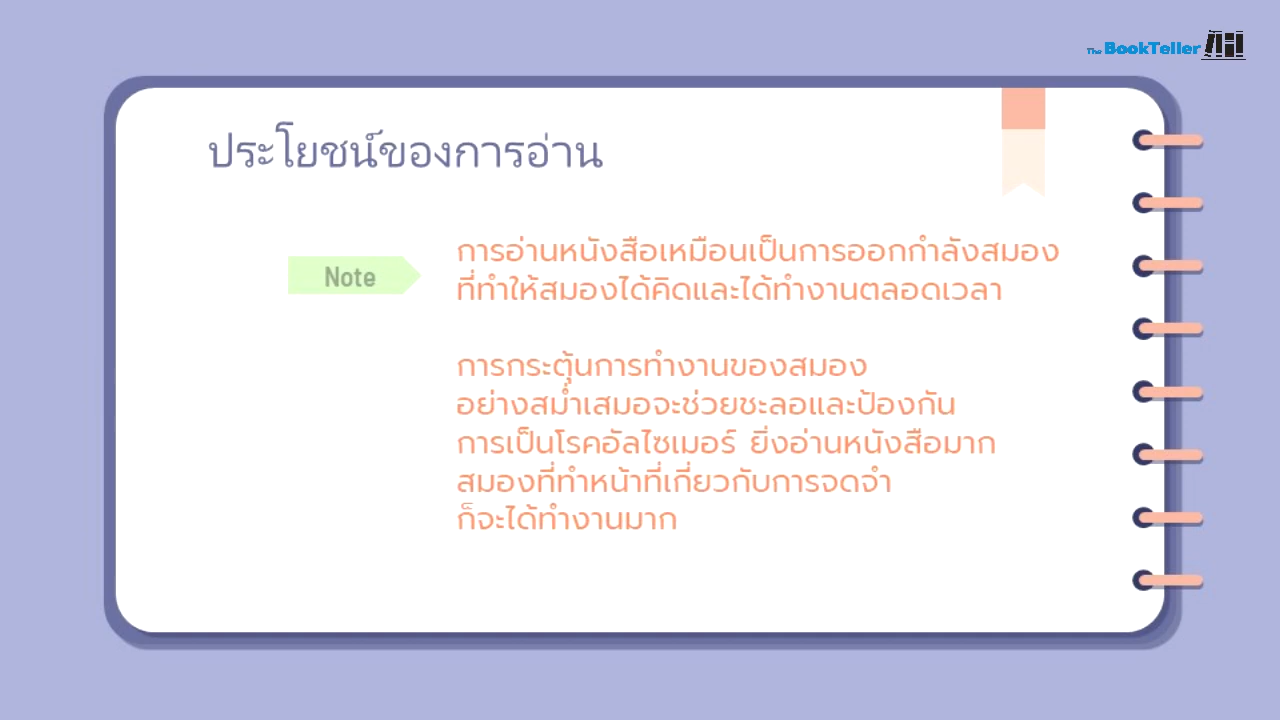 The BookTeller
ประโยชน์ของการอ่าน
Note
การอ่านหนังสือเหมือนเป็นการออกกำลังสมอง
ที่ทำให้สมองได้คิดและได้ทำงานตลอดเวลา
การกระตุ้นการทำงานของสมอง
อย่างสม่ำเสมอจะช่วยชะลอและป้องกัน
การเป็นโรคอัลไซเมอร์ ยิ่งอ่านหนังสือมาก
สมองที่ทำหน้าที่เกี่ยวกับการจดจำ
ก็จะได้ทำงานมาก